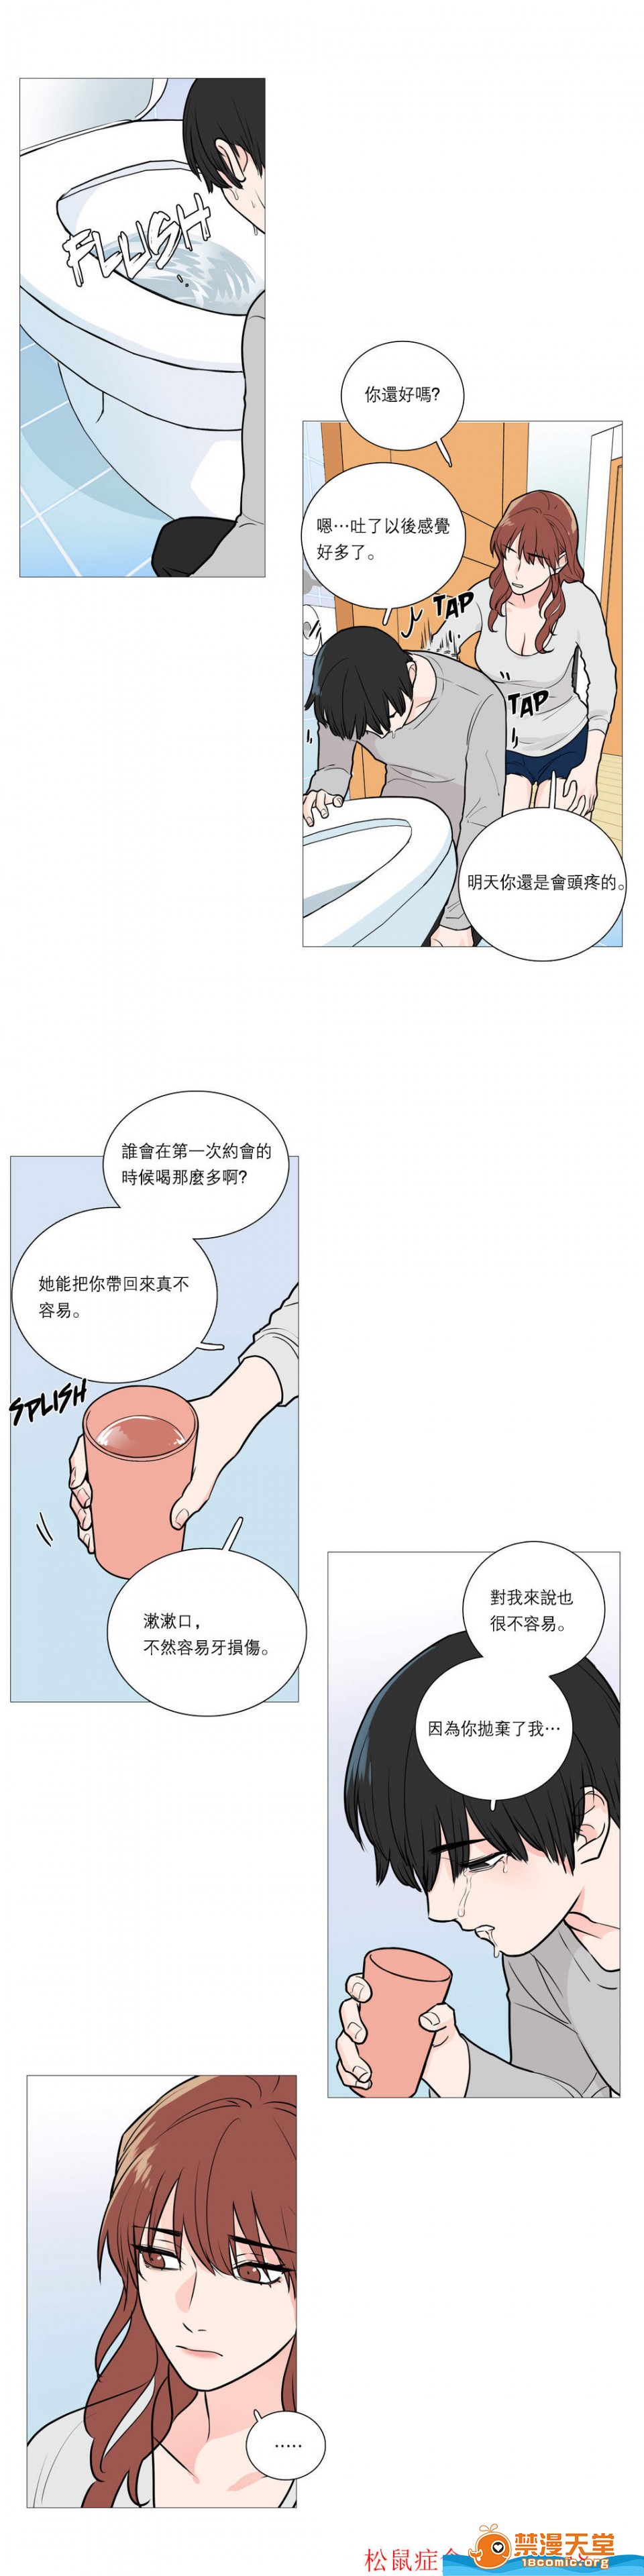 FLUSH
你還好嗎?
嗯…吐了以後感覺
好多了。
TAP
TAP
明天你還是會頭疼的。
誰會在第一次約會的
時候喝那麼多啊?
她能把你帶回來真不
容易。
SPLISH
漱漱口，
不然容易牙損傷。
對我來說也
很不容易。
因為你拋棄了我…
·····
松鼠症
禁漫天堂
18comic.org